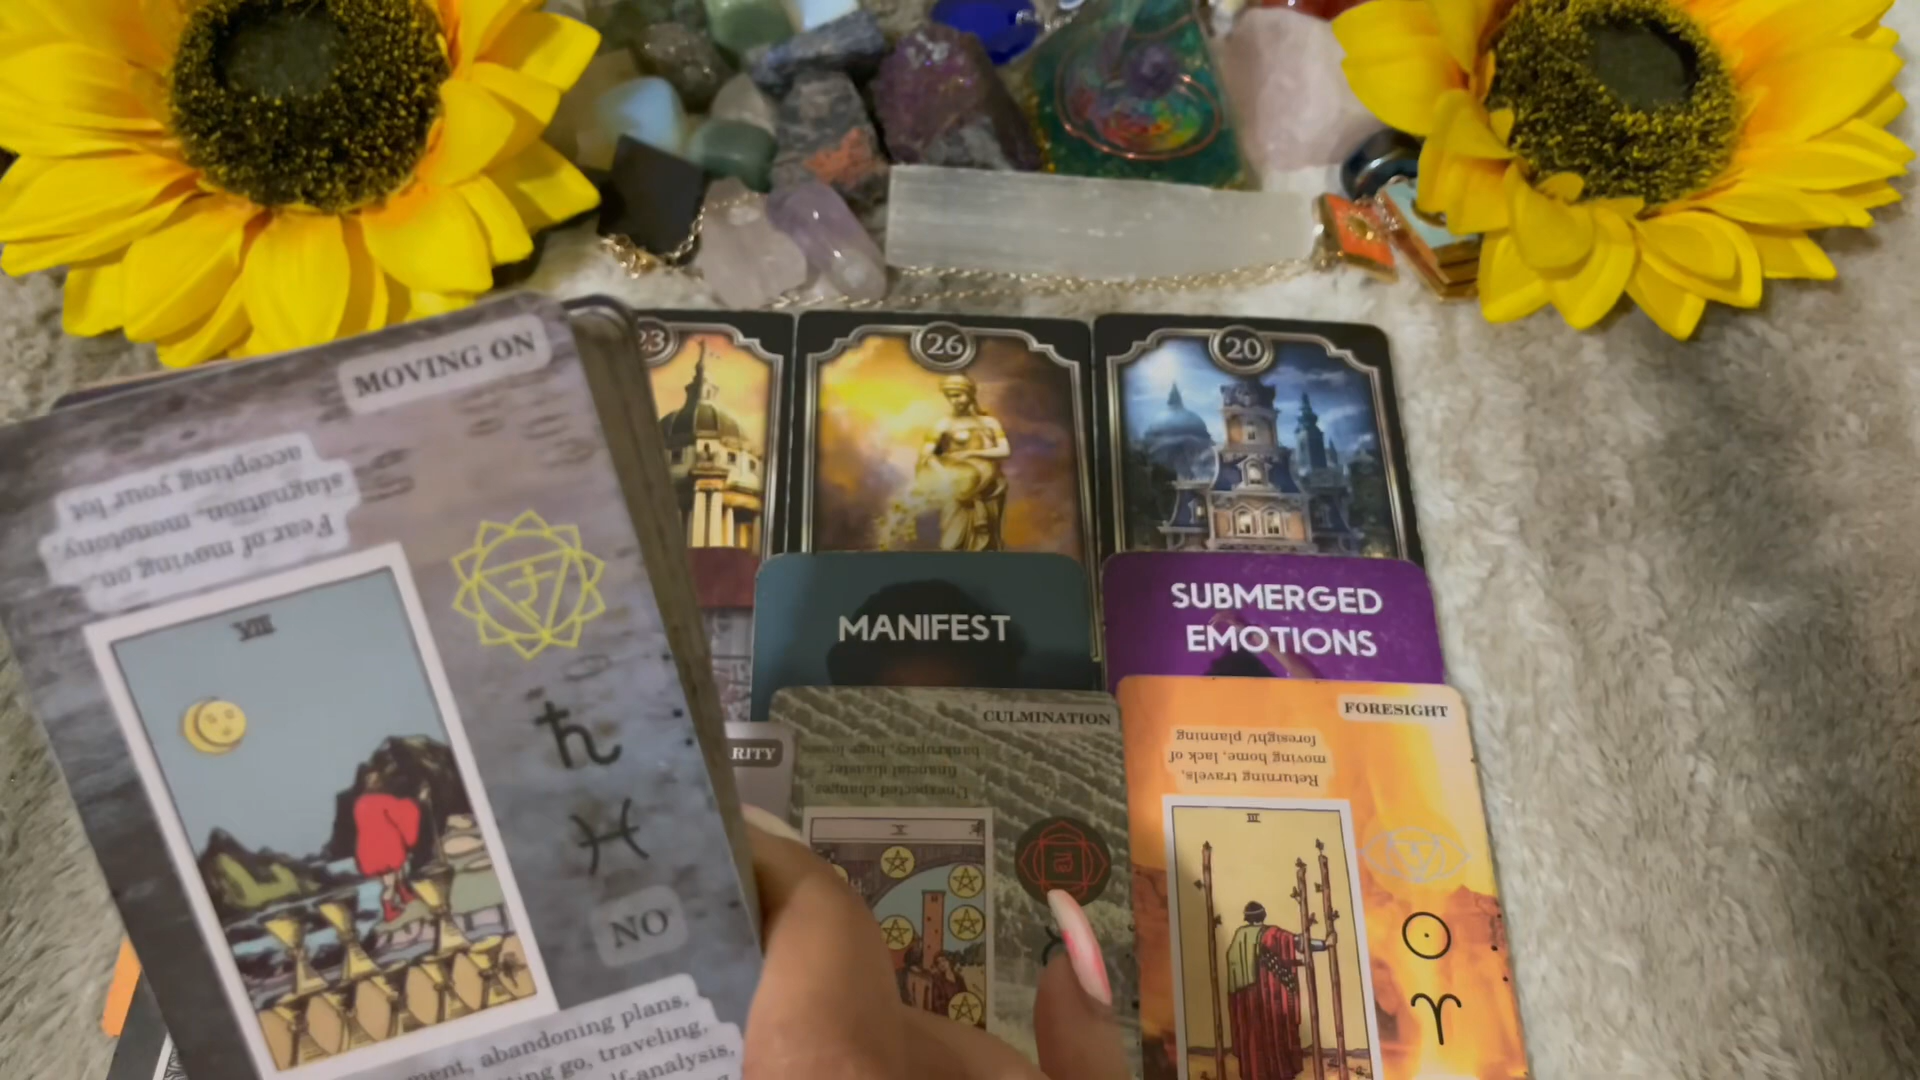 MOVING ON
Fear of moving on,
stagnation, monotony,
accepting your lot
VIII
NO
abandoning plans,
go, traveling,
23
26
20
MANIFEST
SUBMERGED
EMOTIONS
RITY
CULMINATION
Unexpected changes,
financial disaster
bankruptcy, huge losses
X
FORESIGHT
Returning travels,
moving home, lack of
foresight/ planning
III